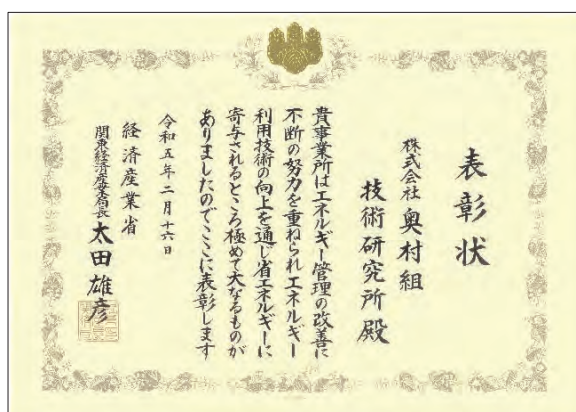 表彰状
株式会社 奥村組
技術研究所 殿
貴事業所はエネルギー管理の改善に
不断の努力を重ねられエネルギー
利用技術の向上を通じ省エネルギーに
寄与されるところ極めて大なるものが
ありましたのでここに表彰します
令和五年二月十六日
経済産業省
関東経済産業局長 太田雄彦